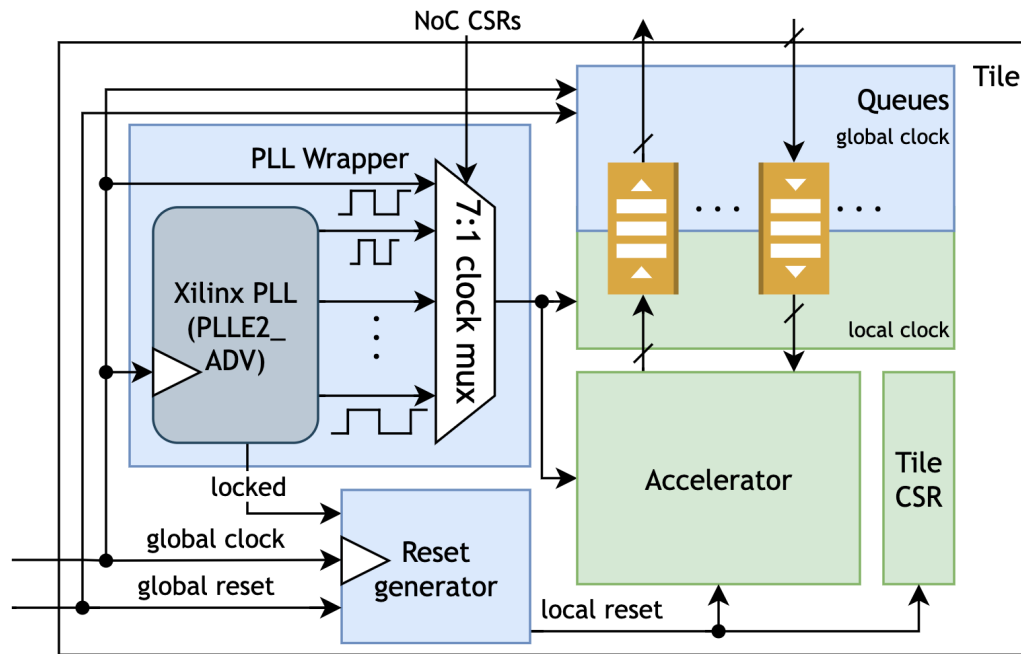 NoC CSRs
Tile
Queues
global clock
PLL Wrapper
7:1 clock mux
Xilinx PLL
(PLLE2_
ADV)
local clock
Accelerator
Tile
CSR
locked
global clock
Reset
generator
global reset
local reset